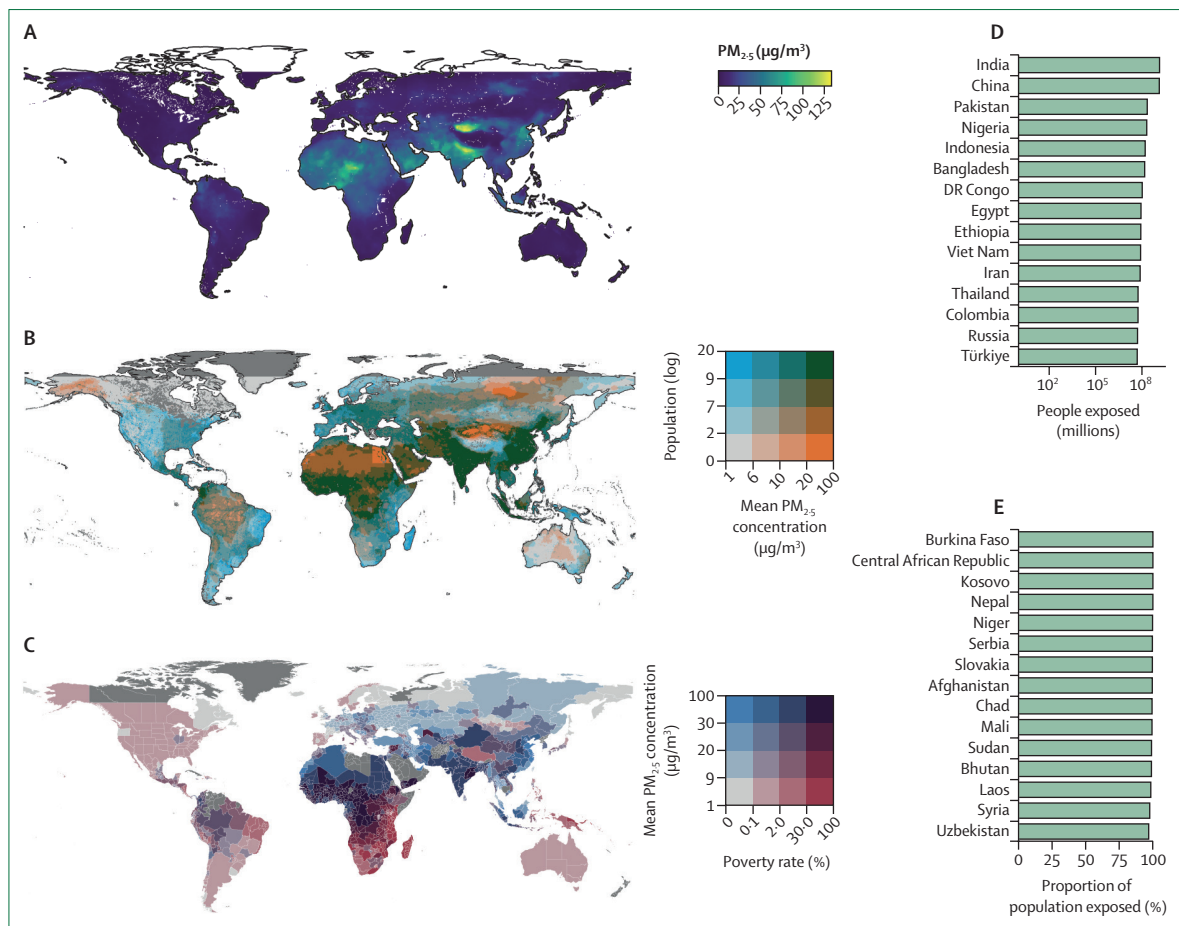 A
PM2·5 (µg/m³)
0 25 50 75 100 125
B
Population (log)
20
9
7
2
0
1 6 10 20 100
Mean PM2·5
concentration
(µg/m³)
C
Mean PM2·5 concentration
(µg/m³)
100
30
20
9
1
0 0·1 2·0 30·0 100
Poverty rate (%)
D
India
China
Pakistan
Nigeria
Indonesia
Bangladesh
DR Congo
Egypt
Ethiopia
Viet Nam
Iran
Thailand
Colombia
Russia
Türkiye
10² 10⁵ 10⁸
People exposed
(millions)
E
Burkina Faso
Central African Republic
Kosovo
Nepal
Niger
Serbia
Slovakia
Afghanistan
Chad
Mali
Sudan
Bhutan
Laos
Syria
Uzbekistan
0 25 50 75 100
Proportion of
population exposed (%)